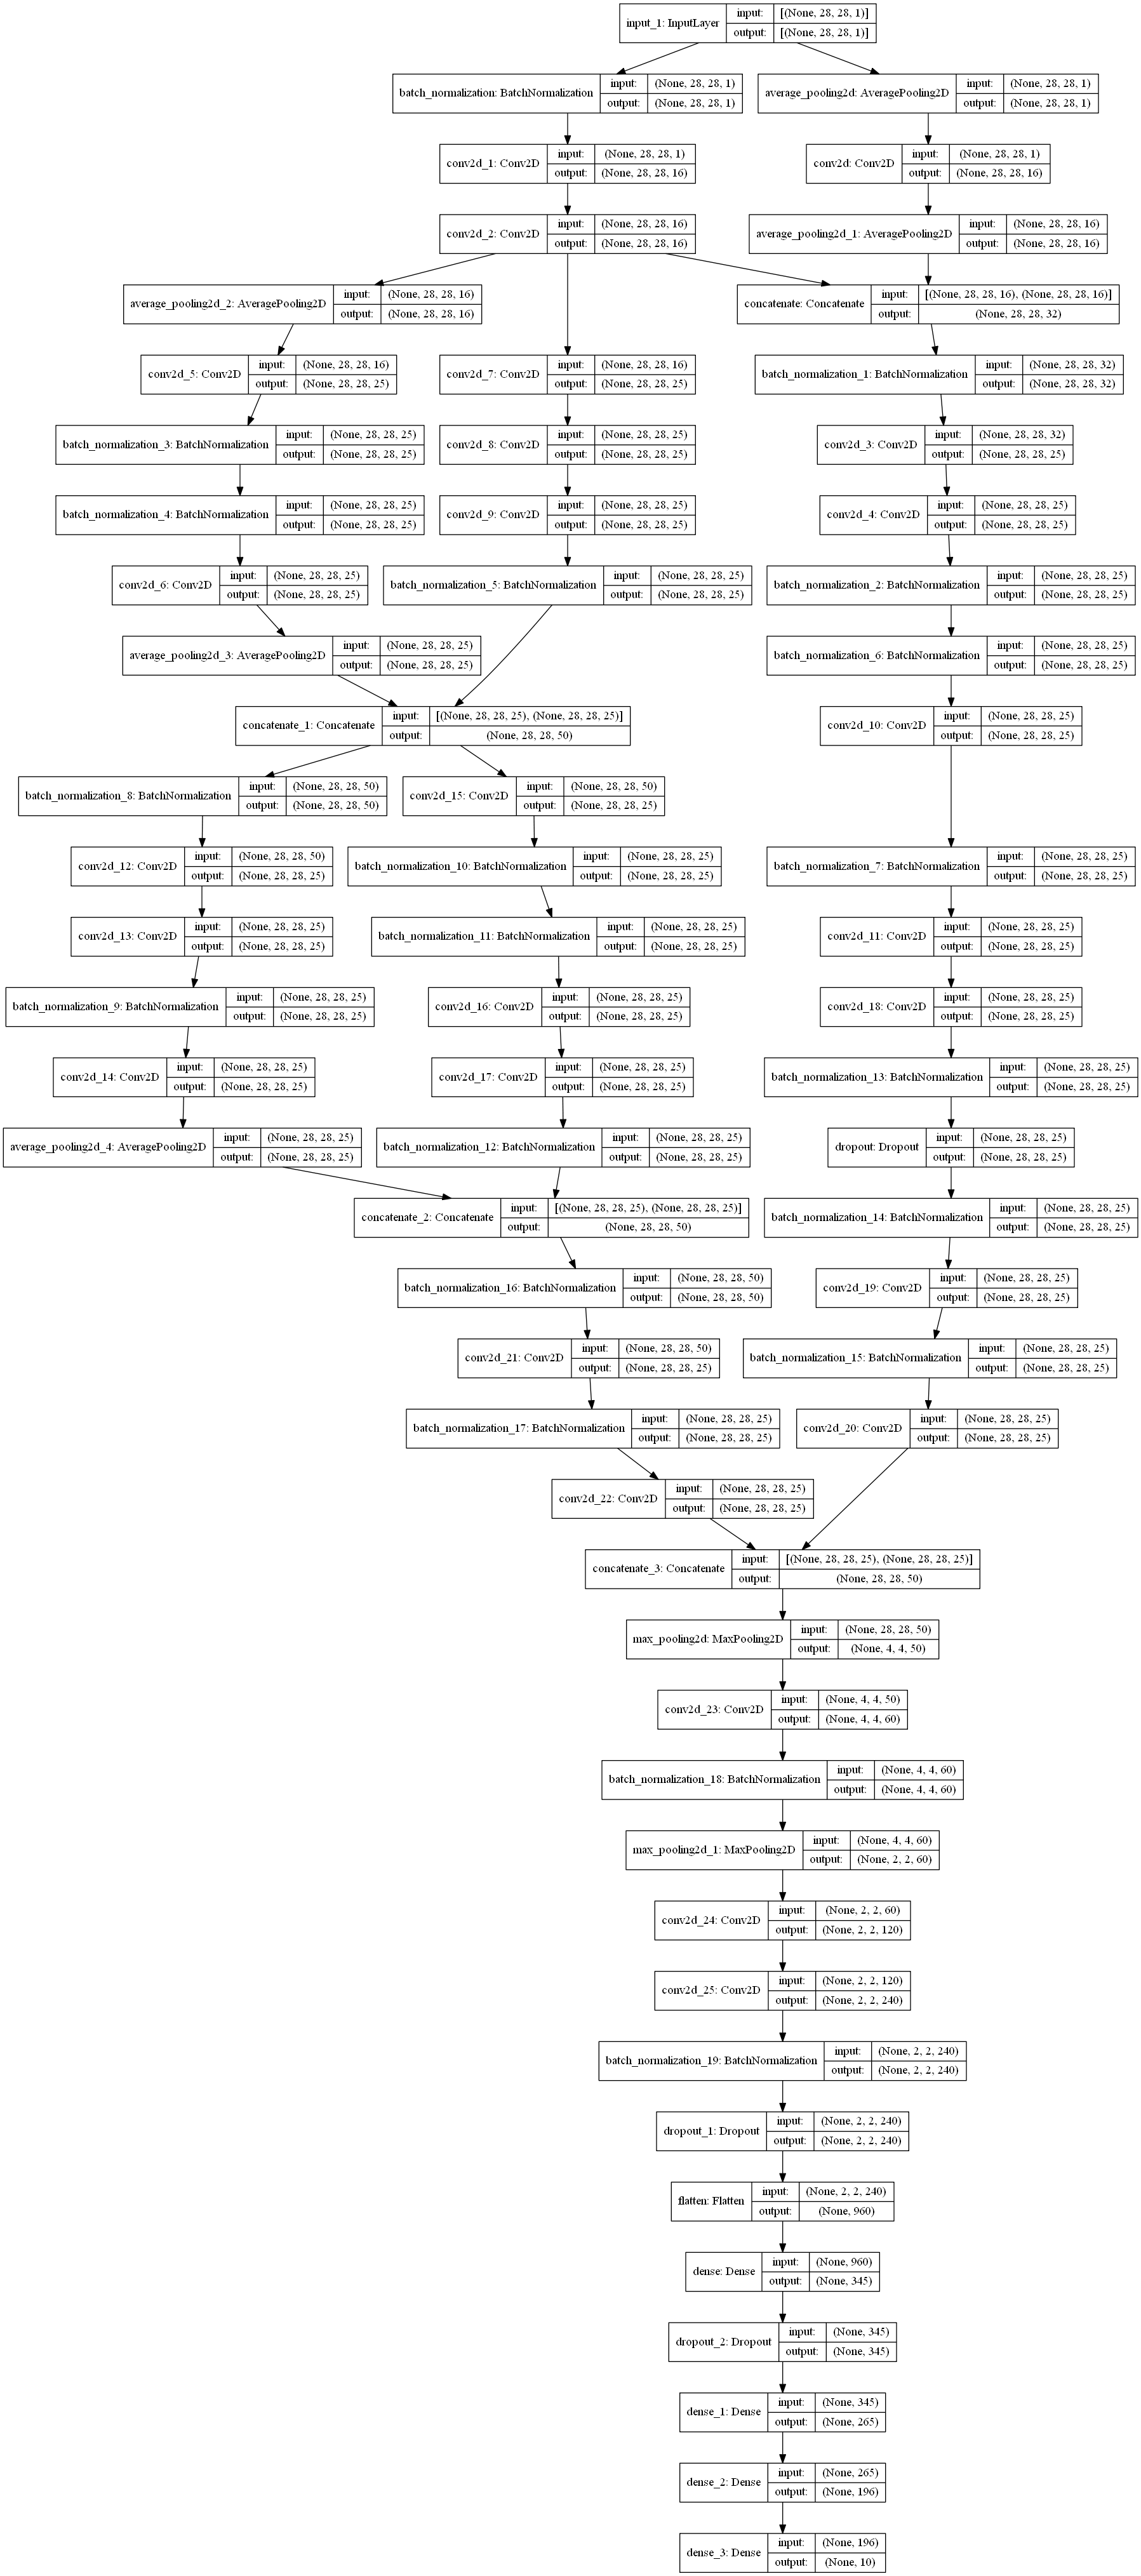 input_1: InputLayer
input: [(None, 28, 28, 1)]
output: [(None, 28, 28, 1)]
batch_normalization: BatchNormalization
input: (None, 28, 28, 1)
output: (None, 28, 28, 1)
average_pooling2d: AveragePooling2D
input: (None, 28, 28, 1)
output: (None, 28, 28, 1)
conv2d_1: Conv2D
input: (None, 28, 28, 1)
output: (None, 28, 28, 16)
conv2d: Conv2D
input: (None, 28, 28, 1)
output: (None, 28, 28, 16)
conv2d_2: Conv2D
input: (None, 28, 28, 16)
output: (None, 28, 28, 16)
average_pooling2d_1: AveragePooling2D
input: (None, 28, 28, 16)
output: (None, 28, 28, 16)
average_pooling2d_2: AveragePooling2D
input: (None, 28, 28, 16)
output: (None, 28, 28, 16)
concatenate: Concatenate
input: [(None, 28, 28, 16), (None, 28, 28, 16)]
output: (None, 28, 28, 32)
conv2d_5: Conv2D
input: (None, 28, 28, 16)
output: (None, 28, 28, 25)
conv2d_7: Conv2D
input: (None, 28, 28, 16)
output: (None, 28, 28, 25)
batch_normalization_1: BatchNormalization
input: (None, 28, 28, 32)
output: (None, 28, 28, 32)
batch_normalization_3: BatchNormalization
input: (None, 28, 28, 25)
output: (None, 28, 28, 25)
conv2d_8: Conv2D
input: (None, 28, 28, 25)
output: (None, 28, 28, 25)
conv2d_3: Conv2D
input: (None, 28, 28, 32)
output: (None, 28, 28, 25)
batch_normalization_4: BatchNormalization
input: (None, 28, 28, 25)
output: (None, 28, 28, 25)
conv2d_9: Conv2D
input: (None, 28, 28, 25)
output: (None, 28, 28, 25)
conv2d_4: Conv2D
input: (None, 28, 28, 25)
output: (None, 28, 28, 25)
conv2d_6: Conv2D
input: (None, 28, 28, 25)
output: (None, 28, 28, 25)
batch_normalization_5: BatchNormalization
input: (None, 28, 28, 25)
output: (None, 28, 28, 25)
batch_normalization_2: BatchNormalization
input: (None, 28, 28, 25)
output: (None, 28, 28, 25)
average_pooling2d_3: AveragePooling2D
input: (None, 28, 28, 25)
output: (None, 28, 28, 25)
batch_normalization_6: BatchNormalization
input: (None, 28, 28, 25)
output: (None, 28, 28, 25)
concatenate_1: Concatenate
input: [(None, 28, 28, 25), (None, 28, 28, 25)]
output: (None, 28, 28, 50)
conv2d_10: Conv2D
input: (None, 28, 28, 25)
output: (None, 28, 28, 25)
batch_normalization_8: BatchNormalization
input: (None, 28, 28, 50)
output: (None, 28, 28, 50)
conv2d_15: Conv2D
input: (None, 28, 28, 50)
output: (None, 28, 28, 25)
conv2d_12: Conv2D
input: (None, 28, 28, 50)
output: (None, 28, 28, 25)
batch_normalization_10: BatchNormalization
input: (None, 28, 28, 25)
output: (None, 28, 28, 25)
batch_normalization_7: BatchNormalization
input: (None, 28, 28, 25)
output: (None, 28, 28, 25)
conv2d_13: Conv2D
input: (None, 28, 28, 25)
output: (None, 28, 28, 25)
batch_normalization_11: BatchNormalization
input: (None, 28, 28, 25)
output: (None, 28, 28, 25)
conv2d_11: Conv2D
input: (None, 28, 28, 25)
output: (None, 28, 28, 25)
batch_normalization_9: BatchNormalization
input: (None, 28, 28, 25)
output: (None, 28, 28, 25)
conv2d_16: Conv2D
input: (None, 28, 28, 25)
output: (None, 28, 28, 25)
conv2d_18: Conv2D
input: (None, 28, 28, 25)
output: (None, 28, 28, 25)
conv2d_14: Conv2D
input: (None, 28, 28, 25)
output: (None, 28, 28, 25)
conv2d_17: Conv2D
input: (None, 28, 28, 25)
output: (None, 28, 28, 25)
batch_normalization_13: BatchNormalization
input: (None, 28, 28, 25)
output: (None, 28, 28, 25)
average_pooling2d_4: AveragePooling2D
input: (None, 28, 28, 25)
output: (None, 28, 28, 25)
batch_normalization_12: BatchNormalization
input: (None, 28, 28, 25)
output: (None, 28, 28, 25)
dropout: Dropout
input: (None, 28, 28, 25)
output: (None, 28, 28, 25)
concatenate_2: Concatenate
input: [(None, 28, 28, 25), (None, 28, 28, 25)]
output: (None, 28, 28, 50)
batch_normalization_14: BatchNormalization
input: (None, 28, 28, 25)
output: (None, 28, 28, 25)
batch_normalization_16: BatchNormalization
input: (None, 28, 28, 50)
output: (None, 28, 28, 50)
conv2d_19: Conv2D
input: (None, 28, 28, 25)
output: (None, 28, 28, 25)
conv2d_21: Conv2D
input: (None, 28, 28, 50)
output: (None, 28, 28, 25)
batch_normalization_15: BatchNormalization
input: (None, 28, 28, 25)
output: (None, 28, 28, 25)
batch_normalization_17: BatchNormalization
input: (None, 28, 28, 25)
output: (None, 28, 28, 25)
conv2d_20: Conv2D
input: (None, 28, 28, 25)
output: (None, 28, 28, 25)
conv2d_22: Conv2D
input: (None, 28, 28, 25)
output: (None, 28, 28, 25)
concatenate_3: Concatenate
input: [(None, 28, 28, 25), (None, 28, 28, 25)]
output: (None, 28, 28, 50)
max_pooling2d: MaxPooling2D
input: (None, 28, 28, 50)
output: (None, 4, 4, 50)
conv2d_23: Conv2D
input: (None, 4, 4, 50)
output: (None, 4, 4, 60)
batch_normalization_18: BatchNormalization
input: (None, 4, 4, 60)
output: (None, 4, 4, 60)
max_pooling2d_1: MaxPooling2D
input: (None, 4, 4, 60)
output: (None, 2, 2, 60)
conv2d_24: Conv2D
input: (None, 2, 2, 60)
output: (None, 2, 2, 120)
conv2d_25: Conv2D
input: (None, 2, 2, 120)
output: (None, 2, 2, 240)
batch_normalization_19: BatchNormalization
input: (None, 2, 2, 240)
output: (None, 2, 2, 240)
dropout_1: Dropout
input: (None, 2, 2, 240)
output: (None, 2, 2, 240)
flatten: Flatten
input: (None, 2, 2, 240)
output: (None, 960)
dense: Dense
input: (None, 960)
output: (None, 345)
dropout_2: Dropout
input: (None, 345)
output: (None, 345)
dense_1: Dense
input: (None, 345)
output: (None, 265)
dense_2: Dense
input: (None, 265)
output: (None, 196)
dense_3: Dense
input: (None, 196)
output: (None, 10)